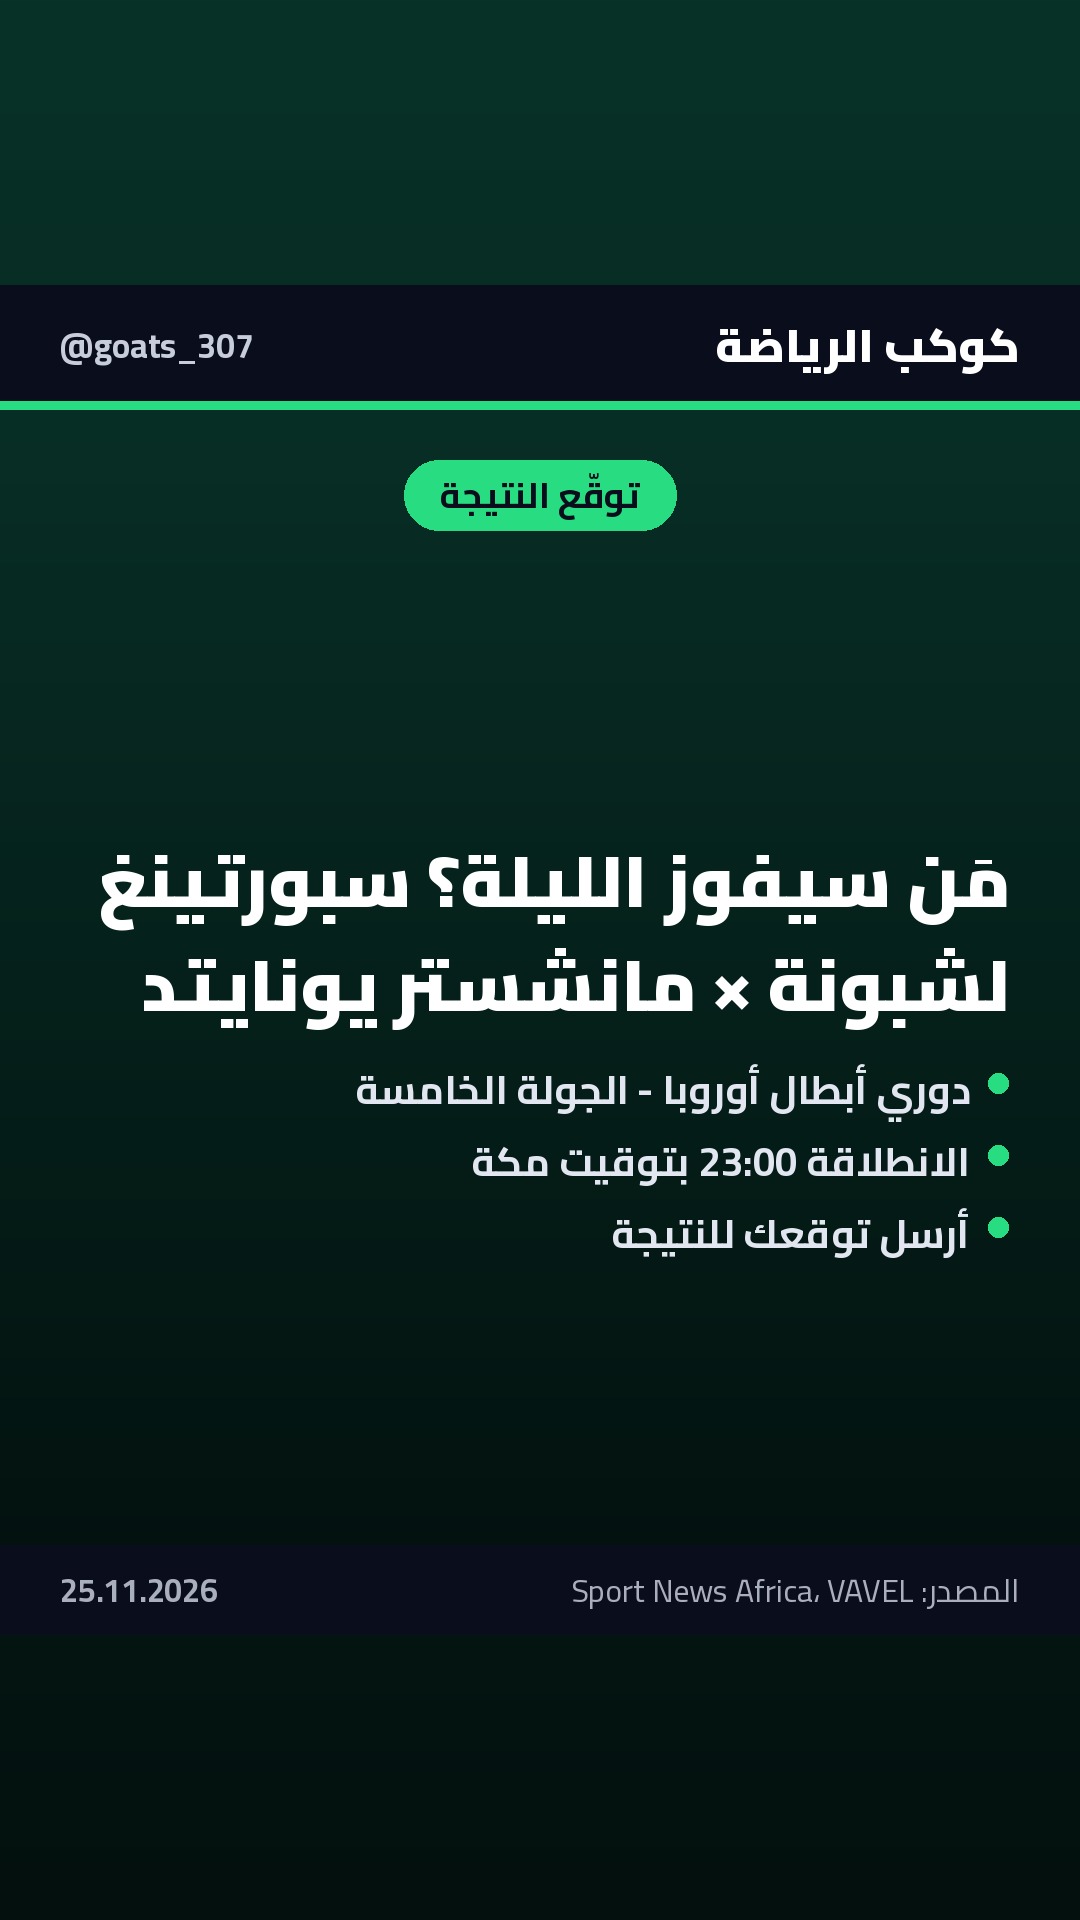 كوكب الرياضة
@goats_307
توقّع النتيجة
مَن سيفوز الليلة؟ سبورتينغ
لشبونة × مانشستر يونايتد
دوري أبطال أوروبا - الجولة الخامسة
الانطلاقة 23:00 بتوقيت مكة
أرسل توقعك للنتيجة
المصدر: Sport News Africa، VAVEL
25.11.2026